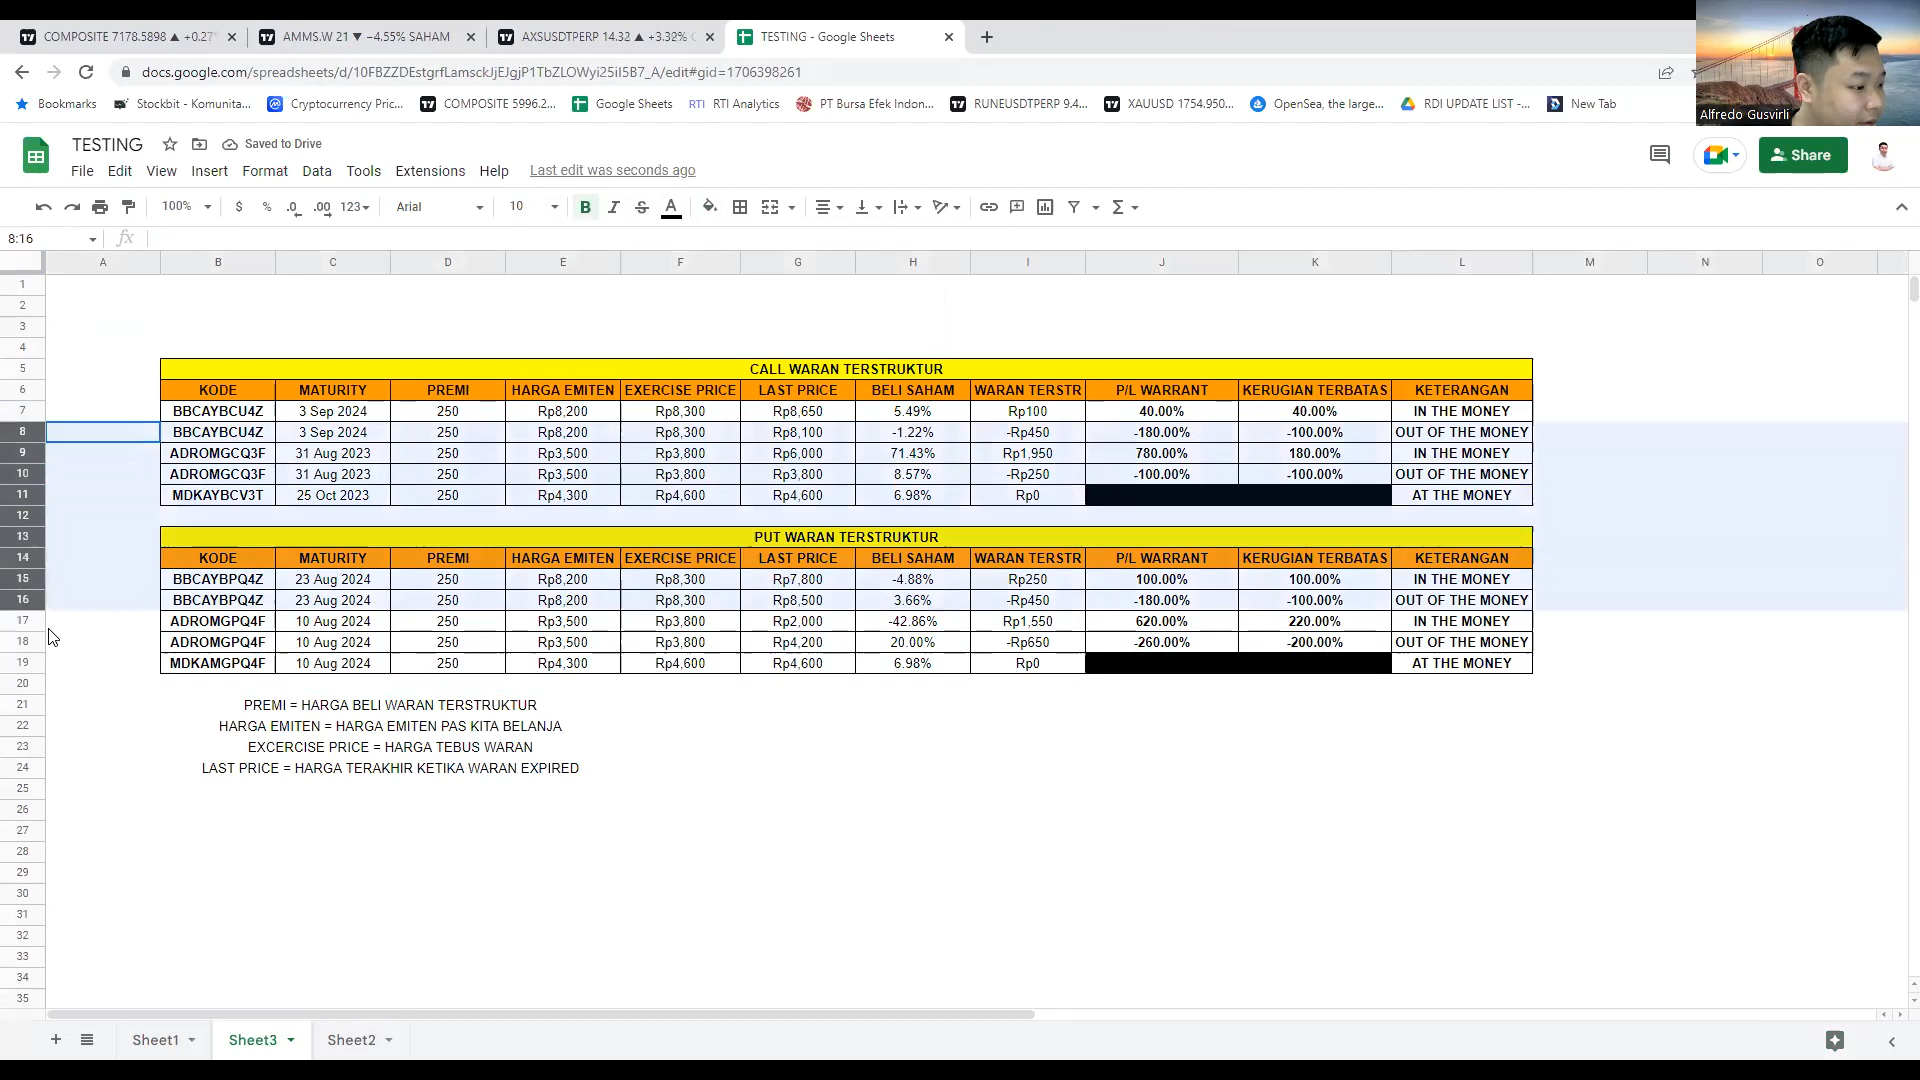 COMPOSITE 7178.5898 ▲ +0.27% AMMS.W 21 ▼ −4.55% SAHAM AXSUSDTPERP 14.32 ▲ +3.32% TESTING - Google Sheets
docs.google.com/spreadsheets/d/10FBZZDEstgrfLamsckJjEJgjP1TbZLOWyi25iI5B7_A/edit#gid=1706398261
Bookmarks Stockbit - Komunita... Cryptocurrency Pric... COMPOSITE 5996.2... Google Sheets RTI RTI Analytics PT Bursa Efek Indon... RUNEUSDTPERP 9.4... XAUUSD 1754.950... OpenSea, the large... RDI UPDATE LIST -... New Tab
Alfredo Gusvirli
TESTING Saved to Drive
File Edit View Insert Format Data Tools Extensions Help Last edit was seconds ago
Share
100% $ % .0 .00 123 Arial 10 B I S A
8:16 fx
A B C D E F G H I J K L M N O
1
2
3
4
5 CALL WARAN TERSTRUKTUR
6 KODE MATURITY PREMI HARGA EMITEN EXERCISE PRICE LAST PRICE BELI SAHAM WARAN TERSTR P/L WARRANT KERUGIAN TERBATAS KETERANGAN
7 BBCAYBCU4Z 3 Sep 2024 250 Rp8,200 Rp8,300 Rp8,650 5.49% Rp100 40.00% 40.00% IN THE MONEY
8 BBCAYBCU4Z 3 Sep 2024 250 Rp8,200 Rp8,300 Rp8,100 -1.22% -Rp450 -180.00% -100.00% OUT OF THE MONEY
9 ADROMGCQ3F 31 Aug 2023 250 Rp3,500 Rp3,800 Rp6,000 71.43% Rp1,950 780.00% 180.00% IN THE MONEY
10 ADROMGCQ3F 31 Aug 2023 250 Rp3,500 Rp3,800 Rp3,800 8.57% -Rp250 -100.00% -100.00% OUT OF THE MONEY
11 MDKAYBCV3T 25 Oct 2023 250 Rp4,300 Rp4,600 Rp4,600 6.98% Rp0 AT THE MONEY
12
13 PUT WARAN TERSTRUKTUR
14 KODE MATURITY PREMI HARGA EMITEN EXERCISE PRICE LAST PRICE BELI SAHAM WARAN TERSTR P/L WARRANT KERUGIAN TERBATAS KETERANGAN
15 BBCAYBPQ4Z 23 Aug 2024 250 Rp8,200 Rp8,300 Rp7,800 -4.88% Rp250 100.00% 100.00% IN THE MONEY
16 BBCAYBPQ4Z 23 Aug 2024 250 Rp8,200 Rp8,300 Rp8,500 3.66% -Rp450 -180.00% -100.00% OUT OF THE MONEY
17 ADROMGPQ4F 10 Aug 2024 250 Rp3,500 Rp3,800 Rp2,000 -42.86% Rp1,550 620.00% 220.00% IN THE MONEY
18 ADROMGPQ4F 10 Aug 2024 250 Rp3,500 Rp3,800 Rp4,200 20.00% -Rp650 -260.00% -200.00% OUT OF THE MONEY
19 MDKAMGPQ4F 10 Aug 2024 250 Rp4,300 Rp4,600 Rp4,600 6.98% Rp0 AT THE MONEY
20
21 PREMI = HARGA BELI WARAN TERSTRUKTUR
22 HARGA EMITEN = HARGA EMITEN PAS KITA BELANJA
23 EXCERCISE PRICE = HARGA TEBUS WARAN
24 LAST PRICE = HARGA TERAKHIR KETIKA WARAN EXPIRED
25
26
27
28
29
30
31
32
33
34
35
Sheet1 Sheet3 Sheet2